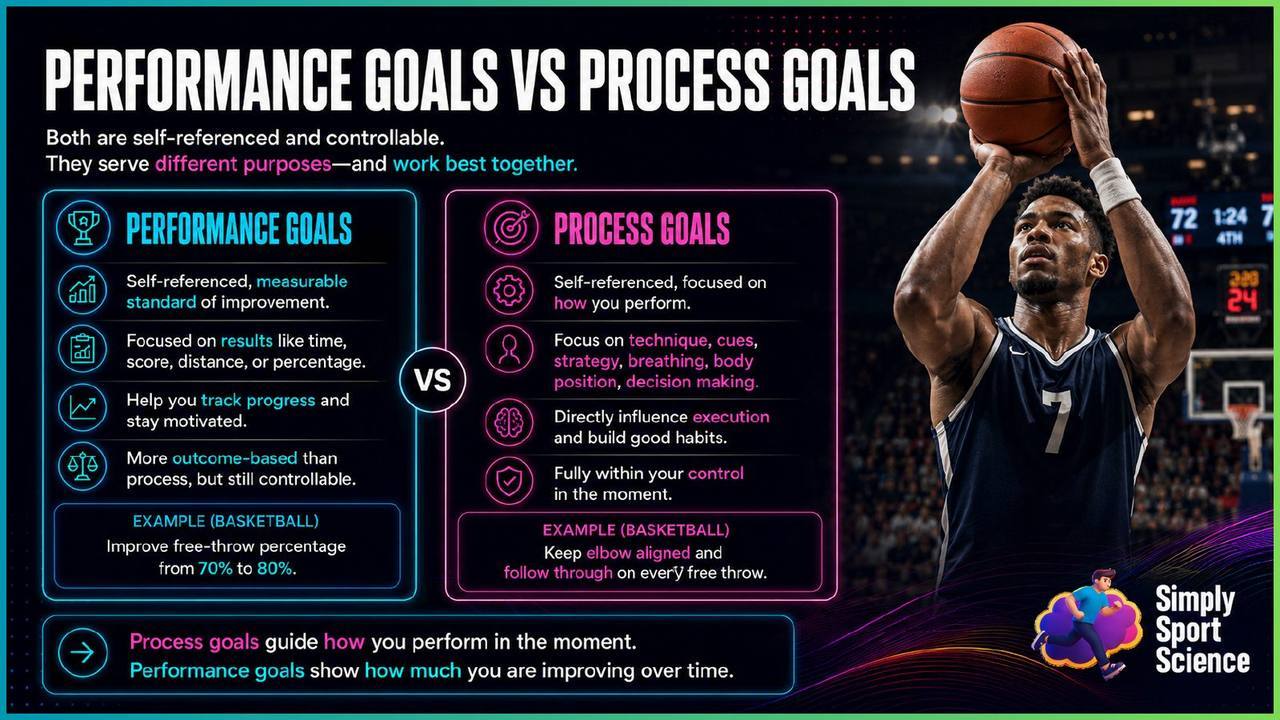 PERFORMANCE GOALS VS PROCESS GOALS
Both are self-referenced and controllable.
They serve different purposes—and work best together.
PERFORMANCE GOALS
Self-referenced, measurable
standard of improvement.
Focused on results like time,
score, distance, or percentage.
Help you track progress and
stay motivated.
More outcome-based than
process, but still controllable.
EXAMPLE (BASKETBALL)
Improve free-throw percentage
from 70% to 80%.
VS
PROCESS GOALS
Self-referenced, focused on
how you perform.
Focus on technique, cues,
strategy, breathing, body
position, decision making.
Directly influence execution
and build good habits.
Fully within your control
in the moment.
EXAMPLE (BASKETBALL)
Keep elbow aligned and
follow through on every free throw.
Process goals guide how you perform in the moment.
Performance goals show how much you are improving over time.
72 1:24 7
4TH
24
7
Simply
Sport
Science